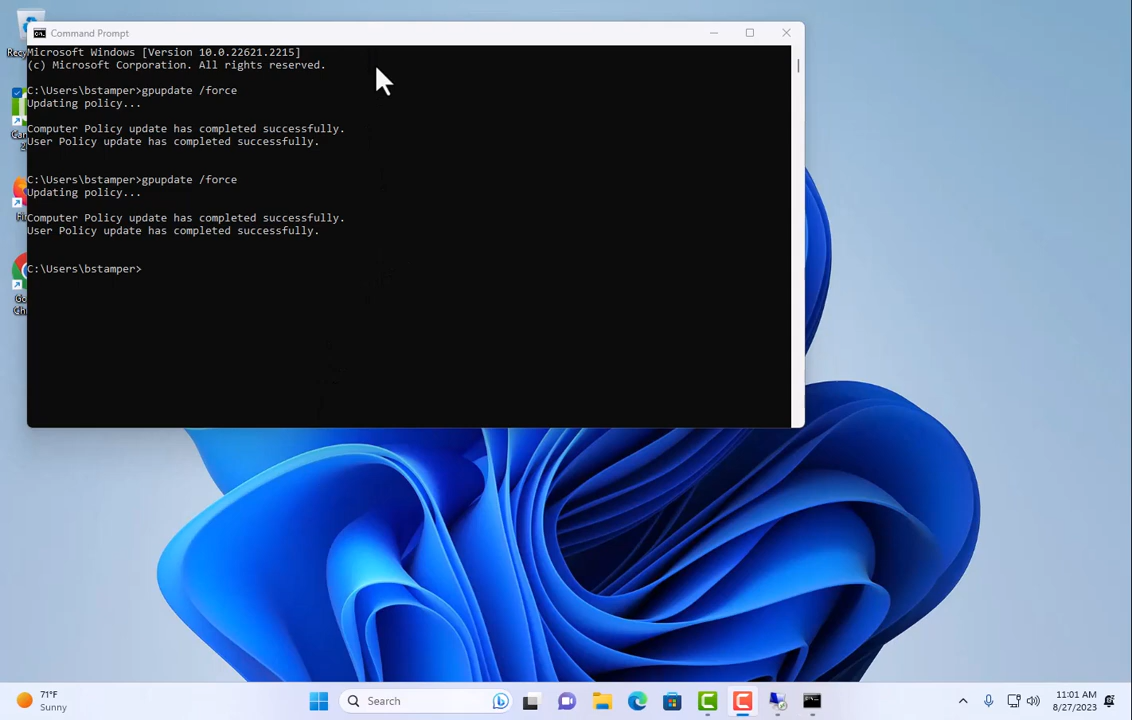 Command Prompt
Microsoft Windows [Version 10.0.22621.2215]
(c) Microsoft Corporation. All rights reserved.
C:\Users\bstamper>gpupdate /force
Updating policy...
Computer Policy update has completed successfully.
User Policy update has completed successfully.
C:\Users\bstamper>gpupdate /force
Updating policy...
Computer Policy update has completed successfully.
User Policy update has completed successfully.
C:\Users\bstamper>
71°F
Sunny
Search
11:01 AM
8/27/2023